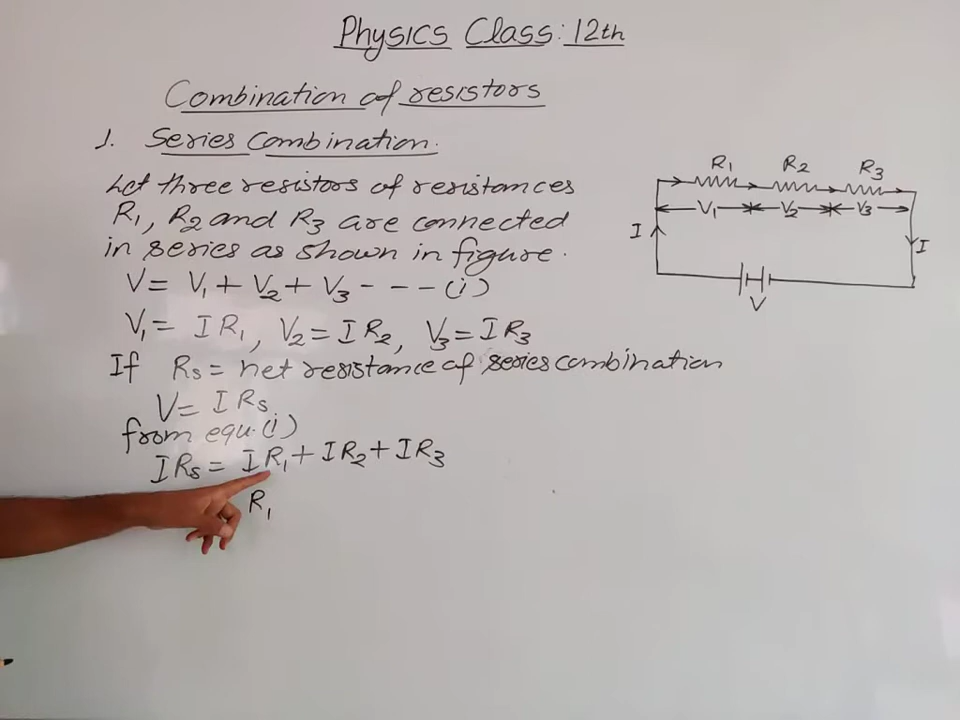 Physics Class: 12th
Combination of resistors
1. Series Combination.
Let three resistors of resistances
R₁, R₂ and R₃ are connected
in series as shown in figure.
V = V₁ + V₂ + V₃ - - - (i)
V₁ = IR₁, V₂ = IR₂, V₃ = IR₃
If Rs = net resistance of series combination
V = IRs
from equ. (i)
IRs = IR₁ + IR₂ + IR₃
R₁
R₁ R₂ R₃
V₁ V₂ V₃
I I
V